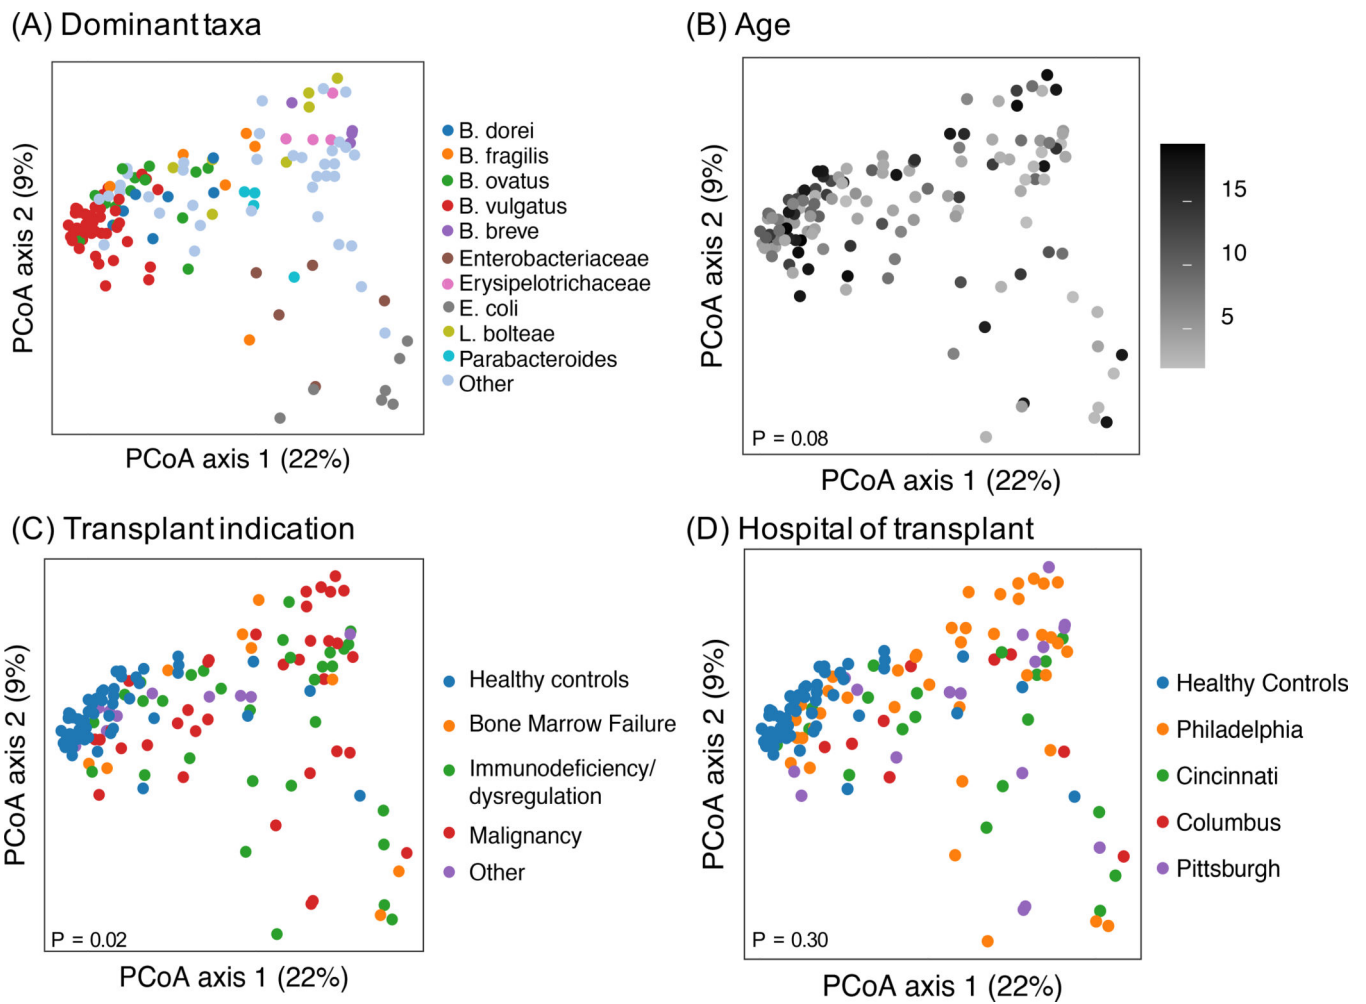 (A) Dominant taxa
PCoA axis 2 (9%)
PCoA axis 1 (22%)
B. dorei
B. fragilis
B. ovatus
B. vulgatus
B. breve
Enterobacteriaceae
Erysipelotrichaceae
E. coli
L. bolteae
Parabacteroides
Other
(B) Age
PCoA axis 2 (9%)
P = 0.08
PCoA axis 1 (22%)
15
10
5
(C) Transplant indication
PCoA axis 2 (9%)
P = 0.02
PCoA axis 1 (22%)
Healthy controls
Bone Marrow Failure
Immunodeficiency/
dysregulation
Malignancy
Other
(D) Hospital of transplant
PCoA axis 2 (9%)
P = 0.30
PCoA axis 1 (22%)
Healthy Controls
Philadelphia
Cincinnati
Columbus
Pittsburgh